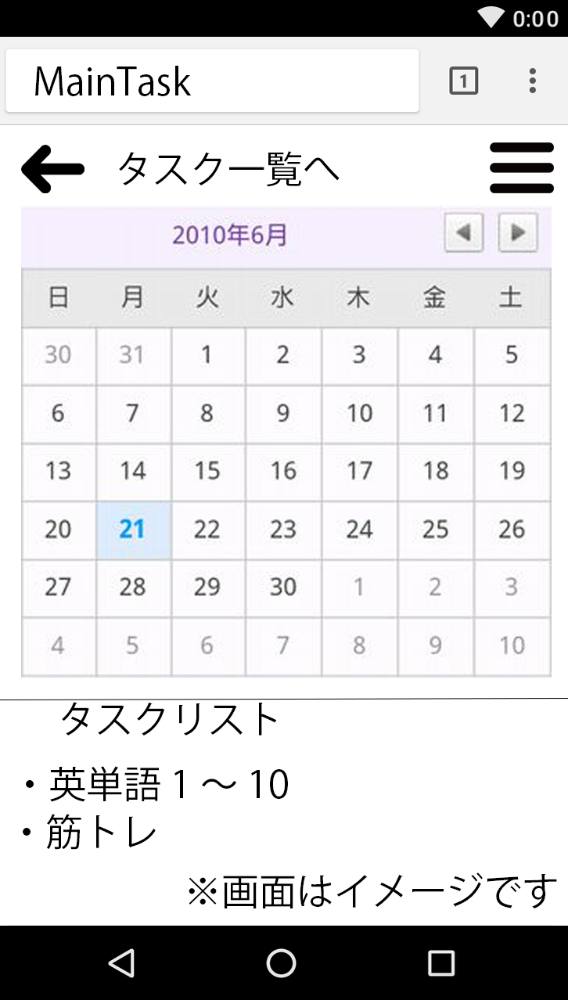 0:00
MainTask
1
タスク一覧へ
2010年6月
日 月 火 水 木 金 土
30 31 1 2 3 4 5
6 7 8 9 10 11 12
13 14 15 16 17 18 19
20 21 22 23 24 25 26
27 28 29 30 1 2 3
4 5 6 7 8 9 10
タスクリスト
・英単語 1 ～ 10
・筋トレ
※画面はイメージです